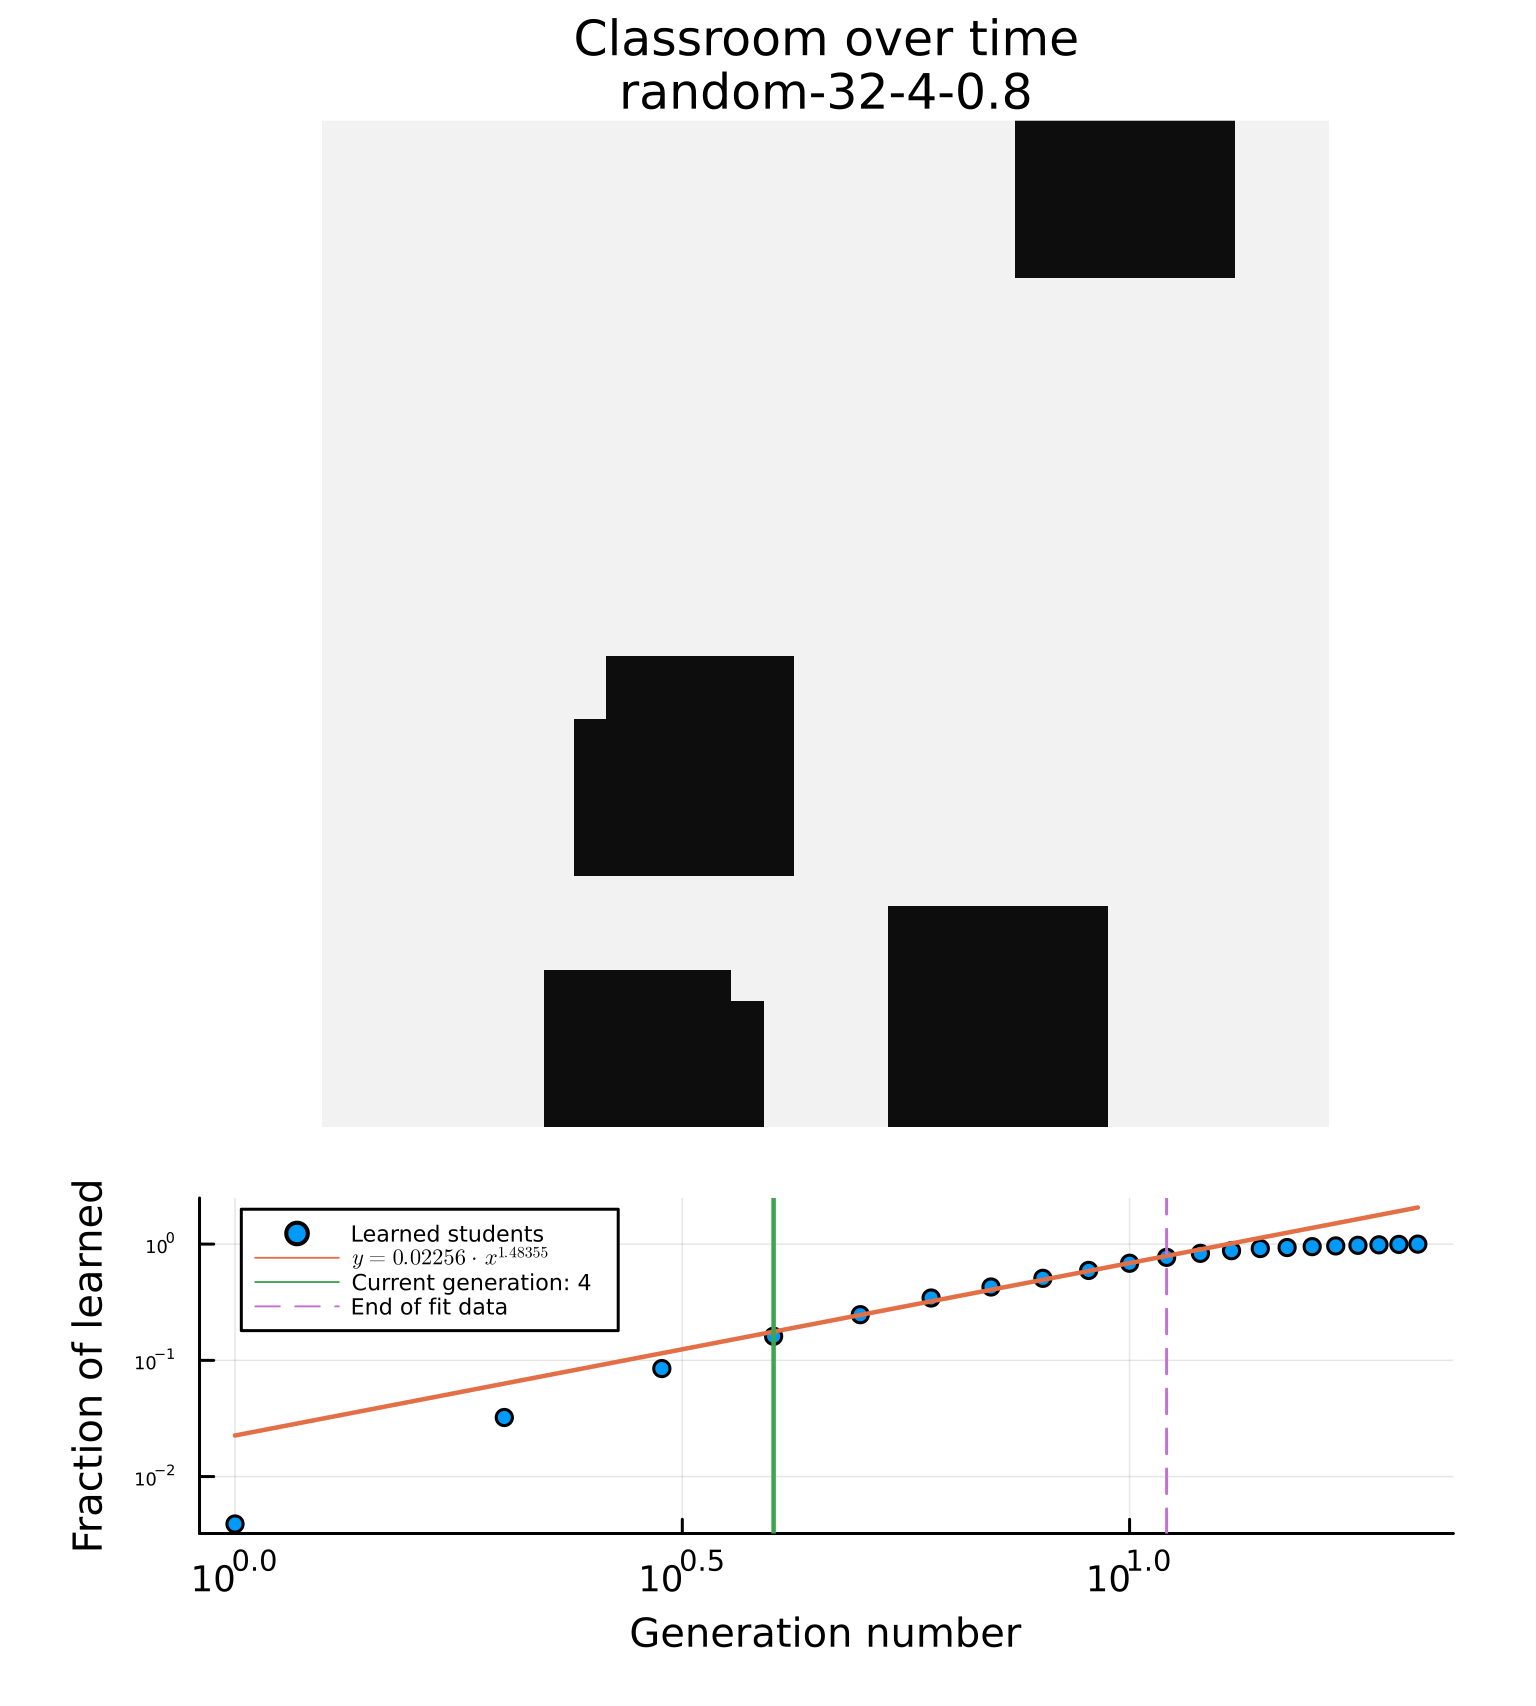 Classroom over time
random-32-4-0.8
Fraction of learned
Learned students
y = 0.02256 · x^1.48355
Current generation: 4
End of fit data
10^0
10^−1
10^−2
10^0.0
10^0.5
10^1.0
Generation number